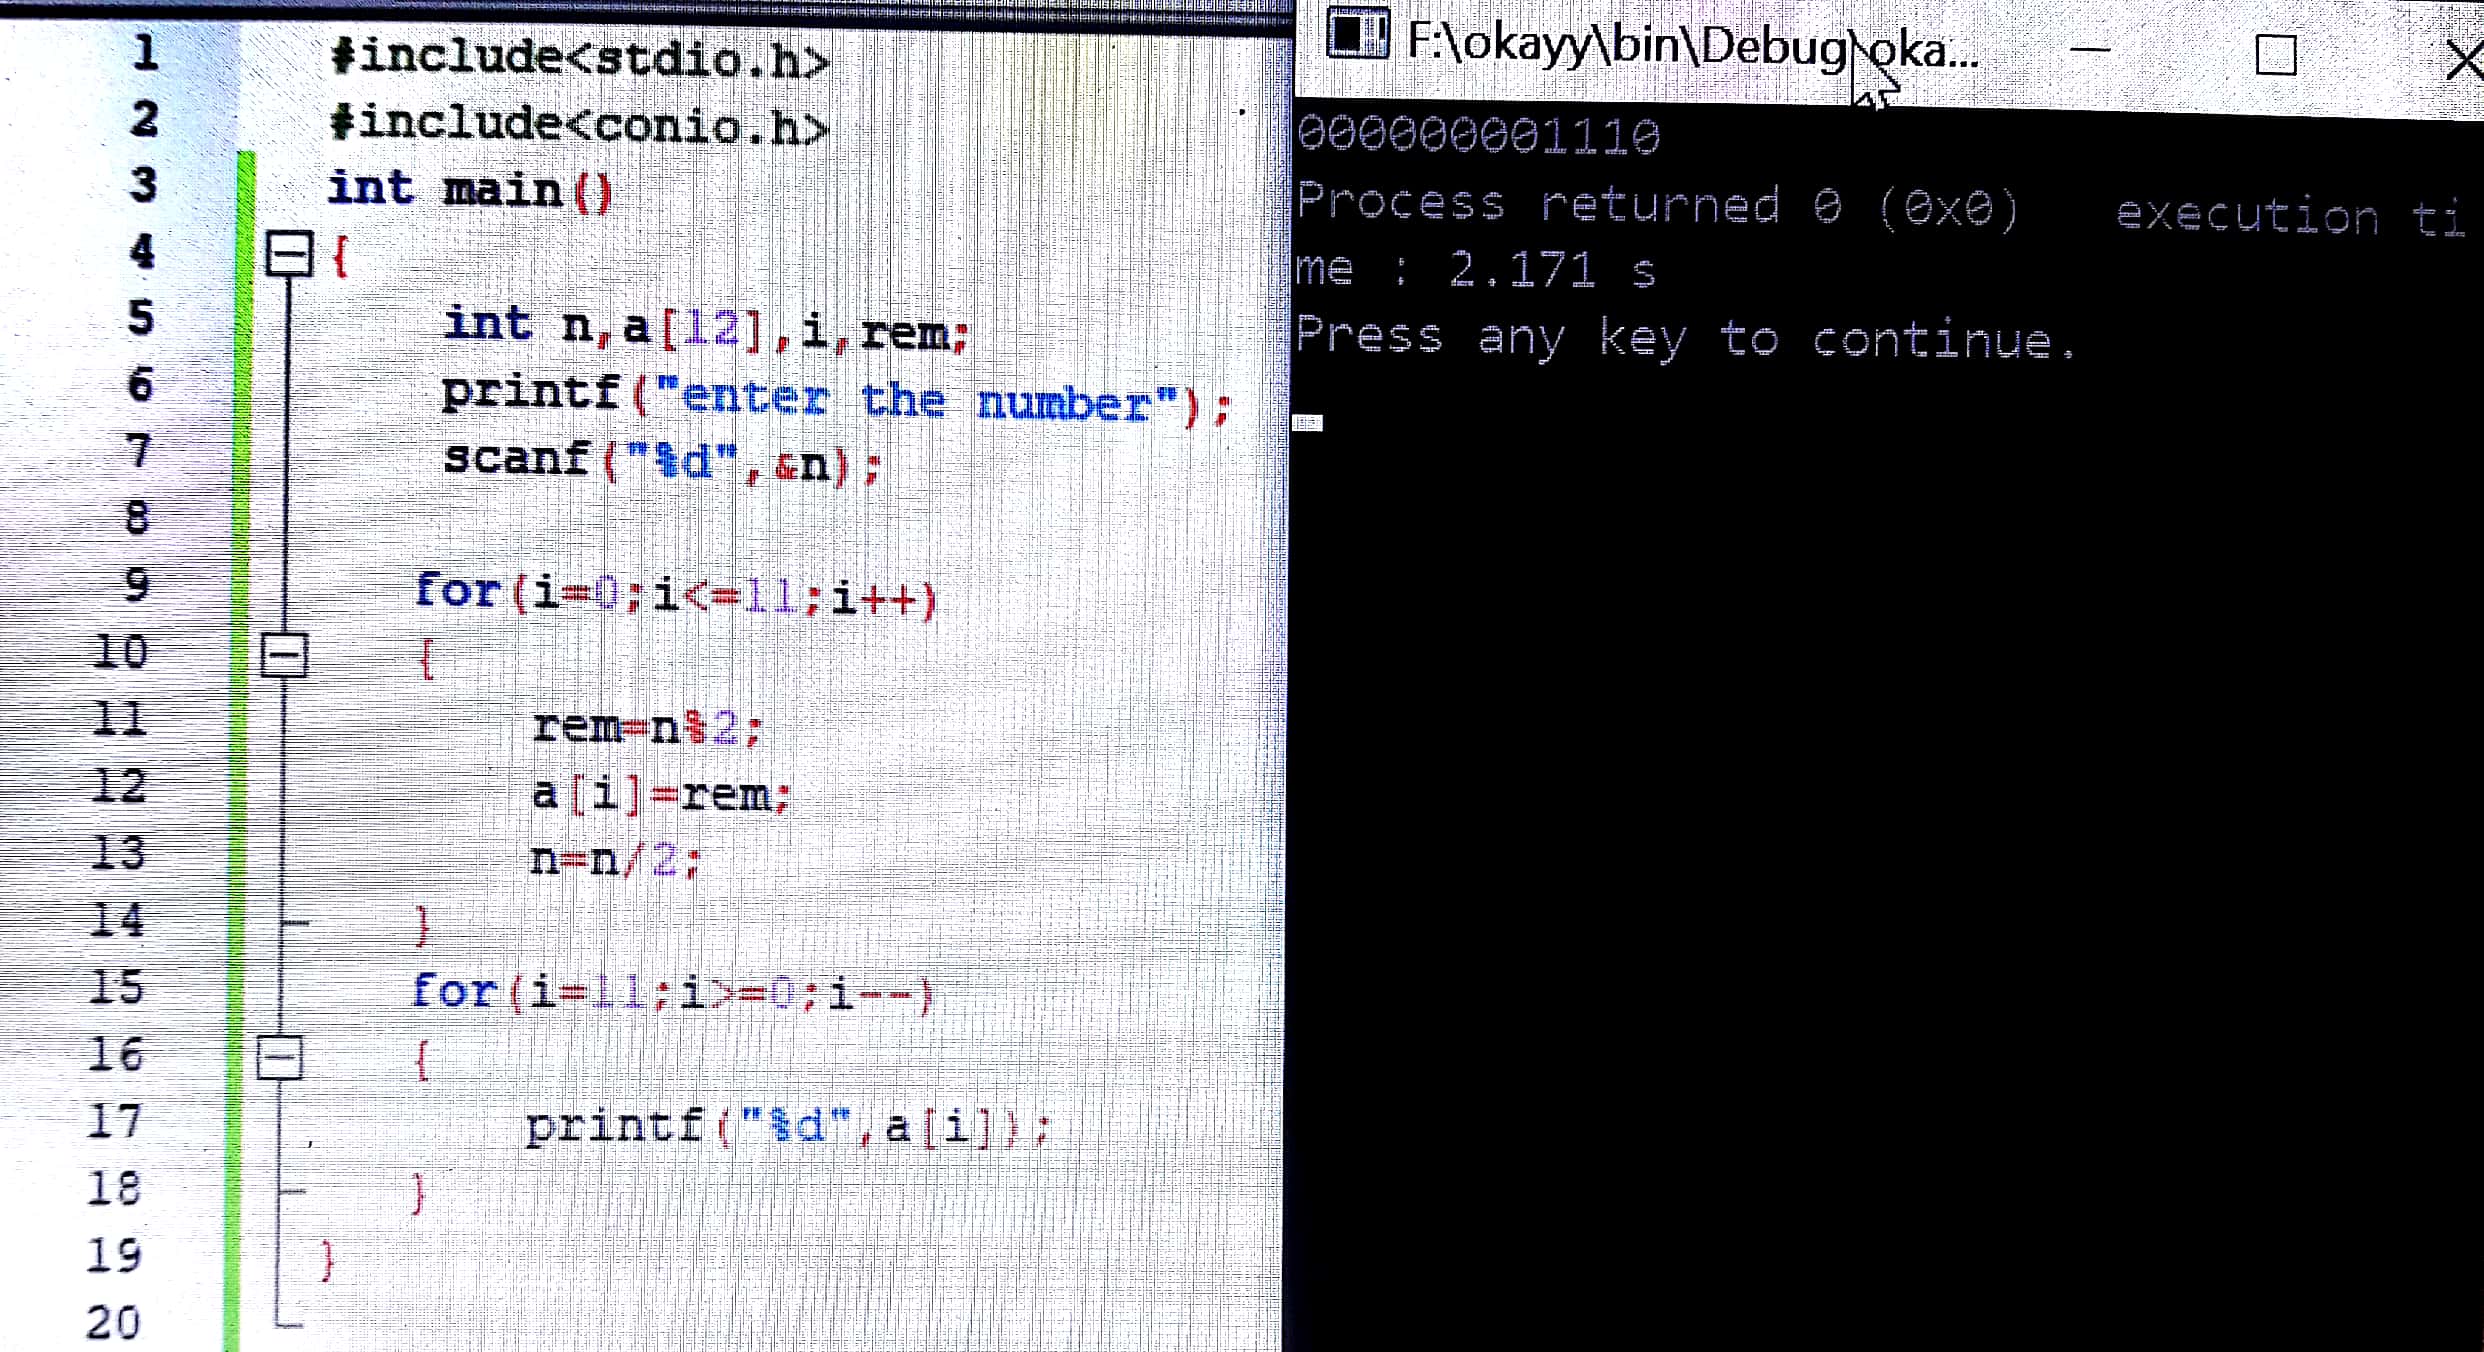 1 #include<stdio.h>
2 #include<conio.h>
3 int main()
4 {
5 int n,a[12],i,rem;
6 printf("enter the number");
7 scanf("%d",&n);
8
9 for(i=0;i<=11;i++)
10 {
11 rem=n%2;
12 a[i]=rem;
13 n=n/2;
14 }
15 for(i=11;i>=0;i--)
16 {
17 printf("%d",a[i]);
18 }
19 }
20
F:\okayy\bin\Debug\oka...
000000001110
Process returned 0 (0x0) execution ti
me : 2.171 s
Press any key to continue.